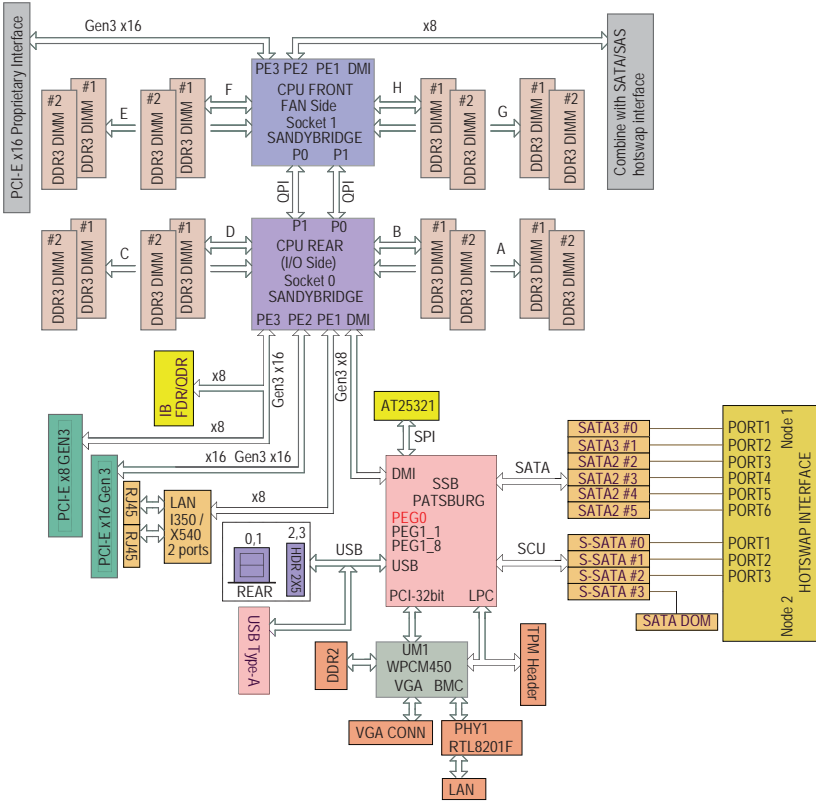 PCI-E x16 Proprietary Interface
Gen3 x16
x8
Combine with SATA/SAS
hotswap interface
PE3 PE2 PE1 DMI
CPU FRONT
FAN Side
Socket 1
SANDYBRIDGE
P0 P1
#2
DDR3 DIMM
#1
DDR3 DIMM
E
#2
DDR3 DIMM
#1
DDR3 DIMM
F
H
#1
DDR3 DIMM
#2
DDR3 DIMM
G
#1
DDR3 DIMM
#2
DDR3 DIMM
QPI
QPI
P1 P0
CPU REAR
(I/O Side)
Socket 0
SANDYBRIDGE
PE3 PE2 PE1 DMI
#2
DDR3 DIMM
#1
DDR3 DIMM
C
#2
DDR3 DIMM
#1
DDR3 DIMM
D
B
#1
DDR3 DIMM
#2
DDR3 DIMM
A
#1
DDR3 DIMM
#2
DDR3 DIMM
IB
FDR/QDR
x8
Gen3 x16
Gen3 x8
x8
PCI-E x8 GEN3
x16 Gen3 x16
PCI-E x16 Gen 3
RJ45
RJ45
LAN
I350 /
X540
2 ports
x8
AT25321
SPI
DMI
SSB
PATSBURG
PEG0
PEG1_1
PEG1_8
USB
PCI-32bit LPC
0,1
REAR
2,3
HDR 2X5
USB
USB Type-A
SATA
SATA3 #0
SATA3 #1
SATA2 #2
SATA2 #3
SATA2 #4
SATA2 #5
SCU
S-SATA #0
S-SATA #1
S-SATA #2
S-SATA #3
SATA DOM
PORT1
PORT2
PORT3
PORT4
PORT5
PORT6
PORT1
PORT2
PORT3
Node 1
Node 2
HOTSWAP INTERFACE
DDR2
UM1
WPCM450
VGA BMC
TPM Header
VGA CONN
PHY1
RTL8201F
LAN